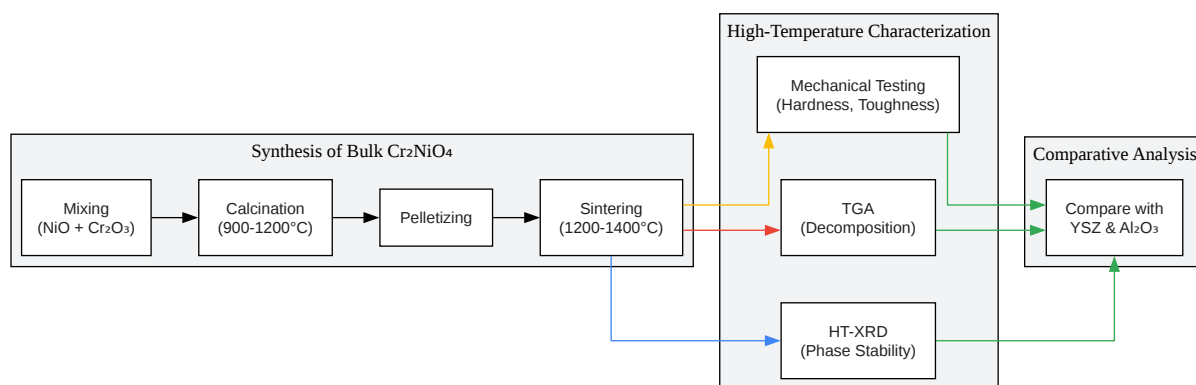 High-Temperature Characterization
Mechanical Testing
(Hardness, Toughness)
Synthesis of Bulk Cr₂NiO₄
Comparative Analysis
Mixing
(NiO + Cr₂O₃)
Calcination
(900-1200°C)
Pelletizing
Sintering
(1200-1400°C)
TGA
(Decomposition)
Compare with
YSZ & Al₂O₃
HT-XRD
(Phase Stability)